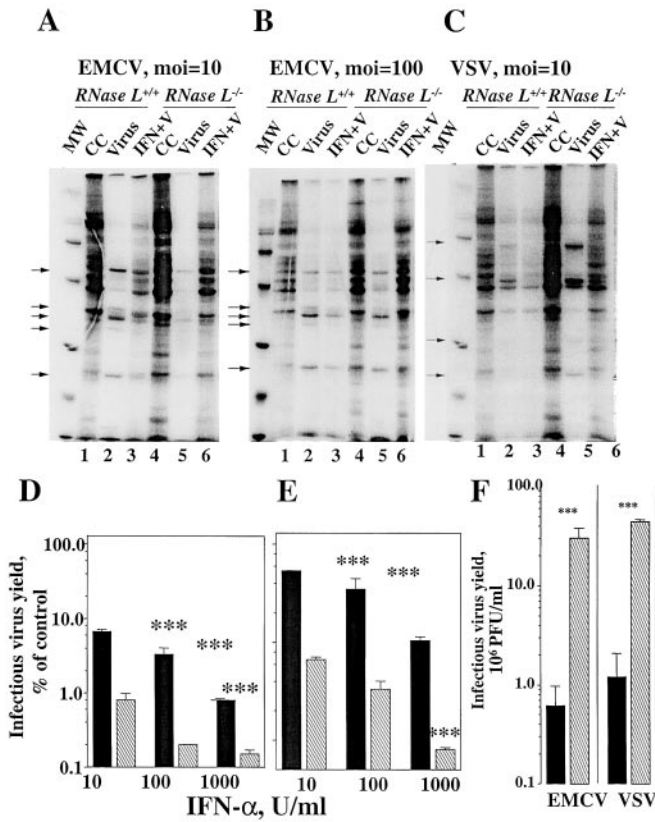 A B C
EMCV, moi=10 EMCV, moi=100 VSV, moi=10
RNase L+/+ RNase L-/- RNase L+/+ RNase L-/- RNase L+/+ RNase L-/-
MW CC Virus IFN+V CC Virus IFN+V MW CC Virus IFN+V CC Virus IFN+V MW CC Virus IFN+V CC Virus IFN+V
1 2 3 4 5 6 1 2 3 4 5 6 1 2 3 4 5 6
D E F
Infectious virus yield,
% of control
100.0
10.0
1.0
0.1
*** *** ***
*** *** ***
10 100 1000 10 100 1000
IFN-α, U/ml
Infectious virus yield,
10⁶ PFU/ml
100.0
10.0
1.0
0.1
*** ***
EMCV VSV